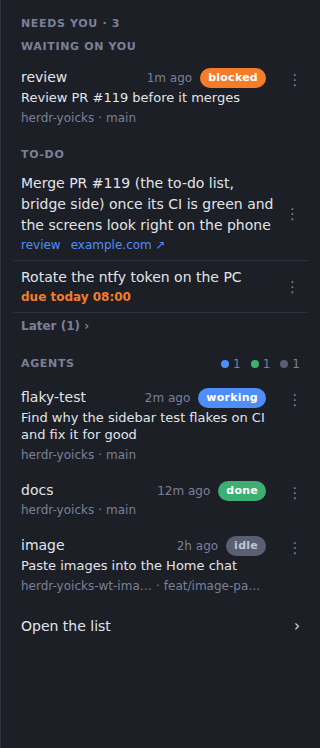 NEEDS YOU · 3
WAITING ON YOU
review 1m ago blocked
Review PR #119 before it merges
herdr-yoicks · main
TO-DO
Merge PR #119 (the to-do list,
bridge side) once its CI is green and
the screens look right on the phone
review example.com ↗
Rotate the ntfy token on the PC
due today 08:00
Later (1) ›
AGENTS 1 1 1
flaky-test 2m ago working
Find why the sidebar test flakes on CI
and fix it for good
herdr-yoicks · main
docs 12m ago done
herdr-yoicks · main
image 2h ago idle
Paste images into the Home chat
herdr-yoicks-wt-ima… · feat/image-pa…
Open the list ›